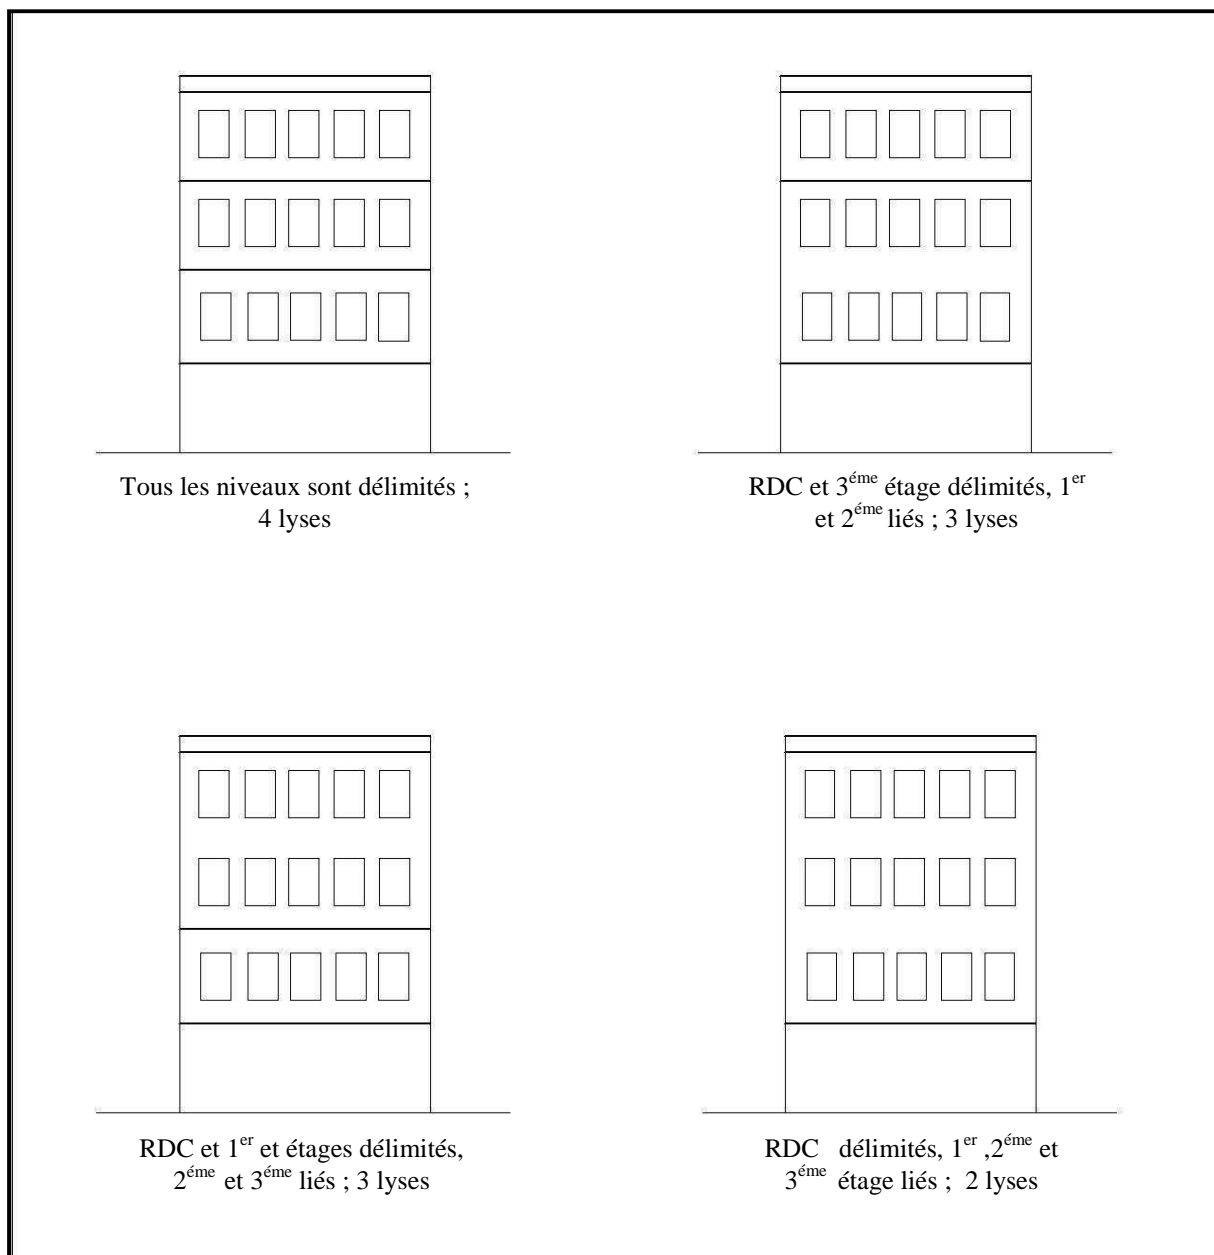 Tous les niveaux sont délimités ;
4 lyses
RDC et 3éme étage délimités, 1er
et 2éme liés ; 3 lyses
RDC et 1er et étages délimités,
2éme et 3éme liés ; 3 lyses
RDC délimités, 1er ,2éme et
3éme étage liés ; 2 lyses